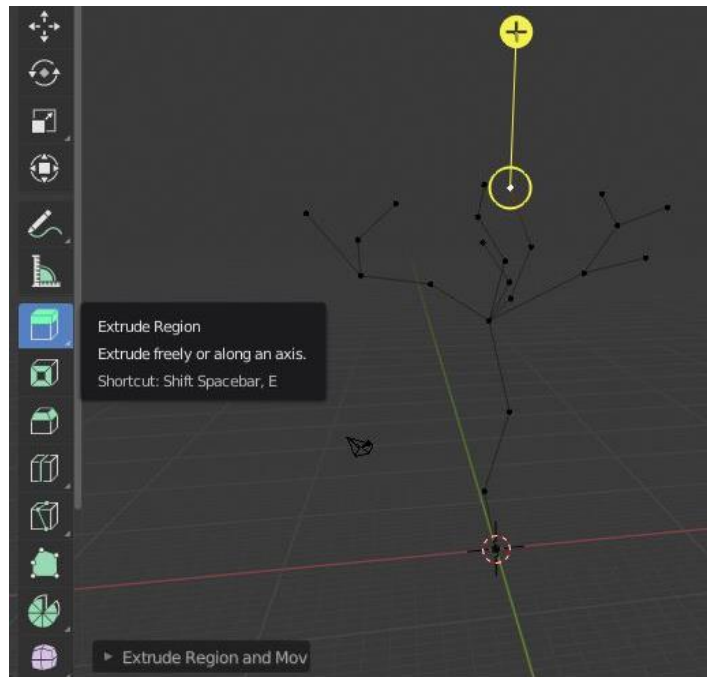 Extrude Region
Extrude freely or along an axis.
Shortcut: Shift Spacebar, E
Extrude Region and Mov